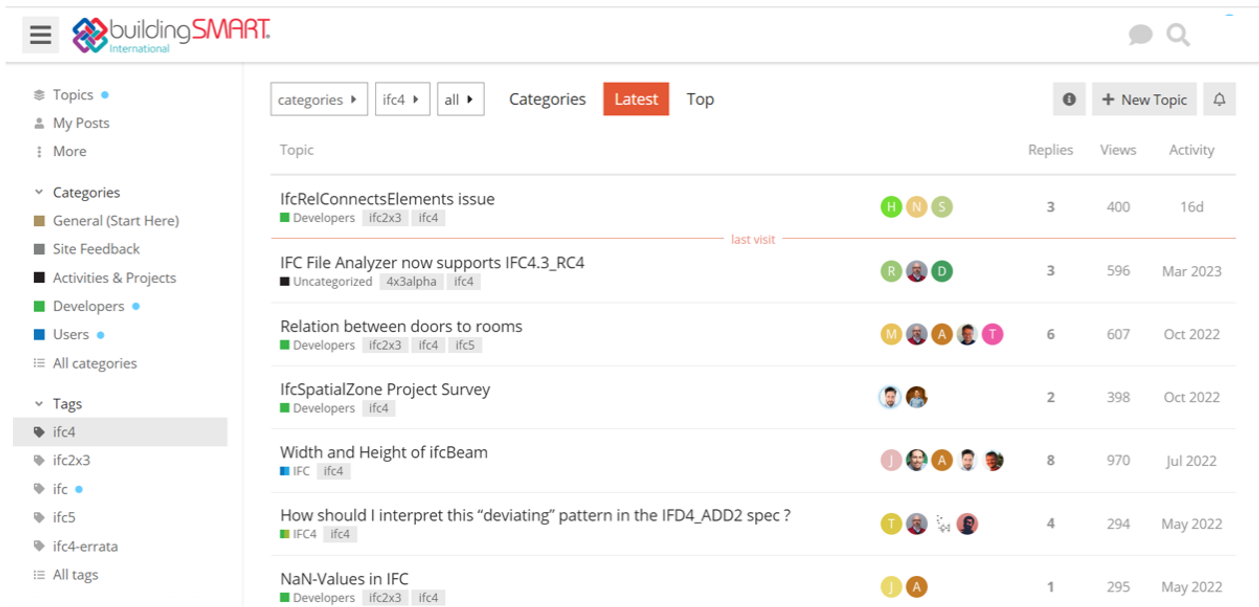 buildingSMART
International
Topics
My Posts
More
Categories
General (Start Here)
Site Feedback
Activities & Projects
Developers
Users
All categories
Tags
ifc4
ifc2x3
ifc
ifc5
ifc4-errata
All tags
categories ifc4 all Categories Latest Top + New Topic
Topic Replies Views Activity
IfcRelConnectsElements issue
Developers ifc2x3 ifc4
H N S 3 400 16d
last visit
IFC File Analyzer now supports IFC4.3_RC4
Uncategorized 4x3alpha ifc4
R D 3 596 Mar 2023
Relation between doors to rooms
Developers ifc2x3 ifc4 ifc5
M A T 6 607 Oct 2022
IfcSpatialZone Project Survey
Developers ifc4
2 398 Oct 2022
Width and Height of ifcBeam
IFC ifc4
J A 8 970 Jul 2022
How should I interpret this “deviating” pattern in the IFD4_ADD2 spec ?
IFC4 ifc4
T 4 294 May 2022
NaN-Values in IFC
Developers ifc2x3 ifc4
J A 1 295 May 2022